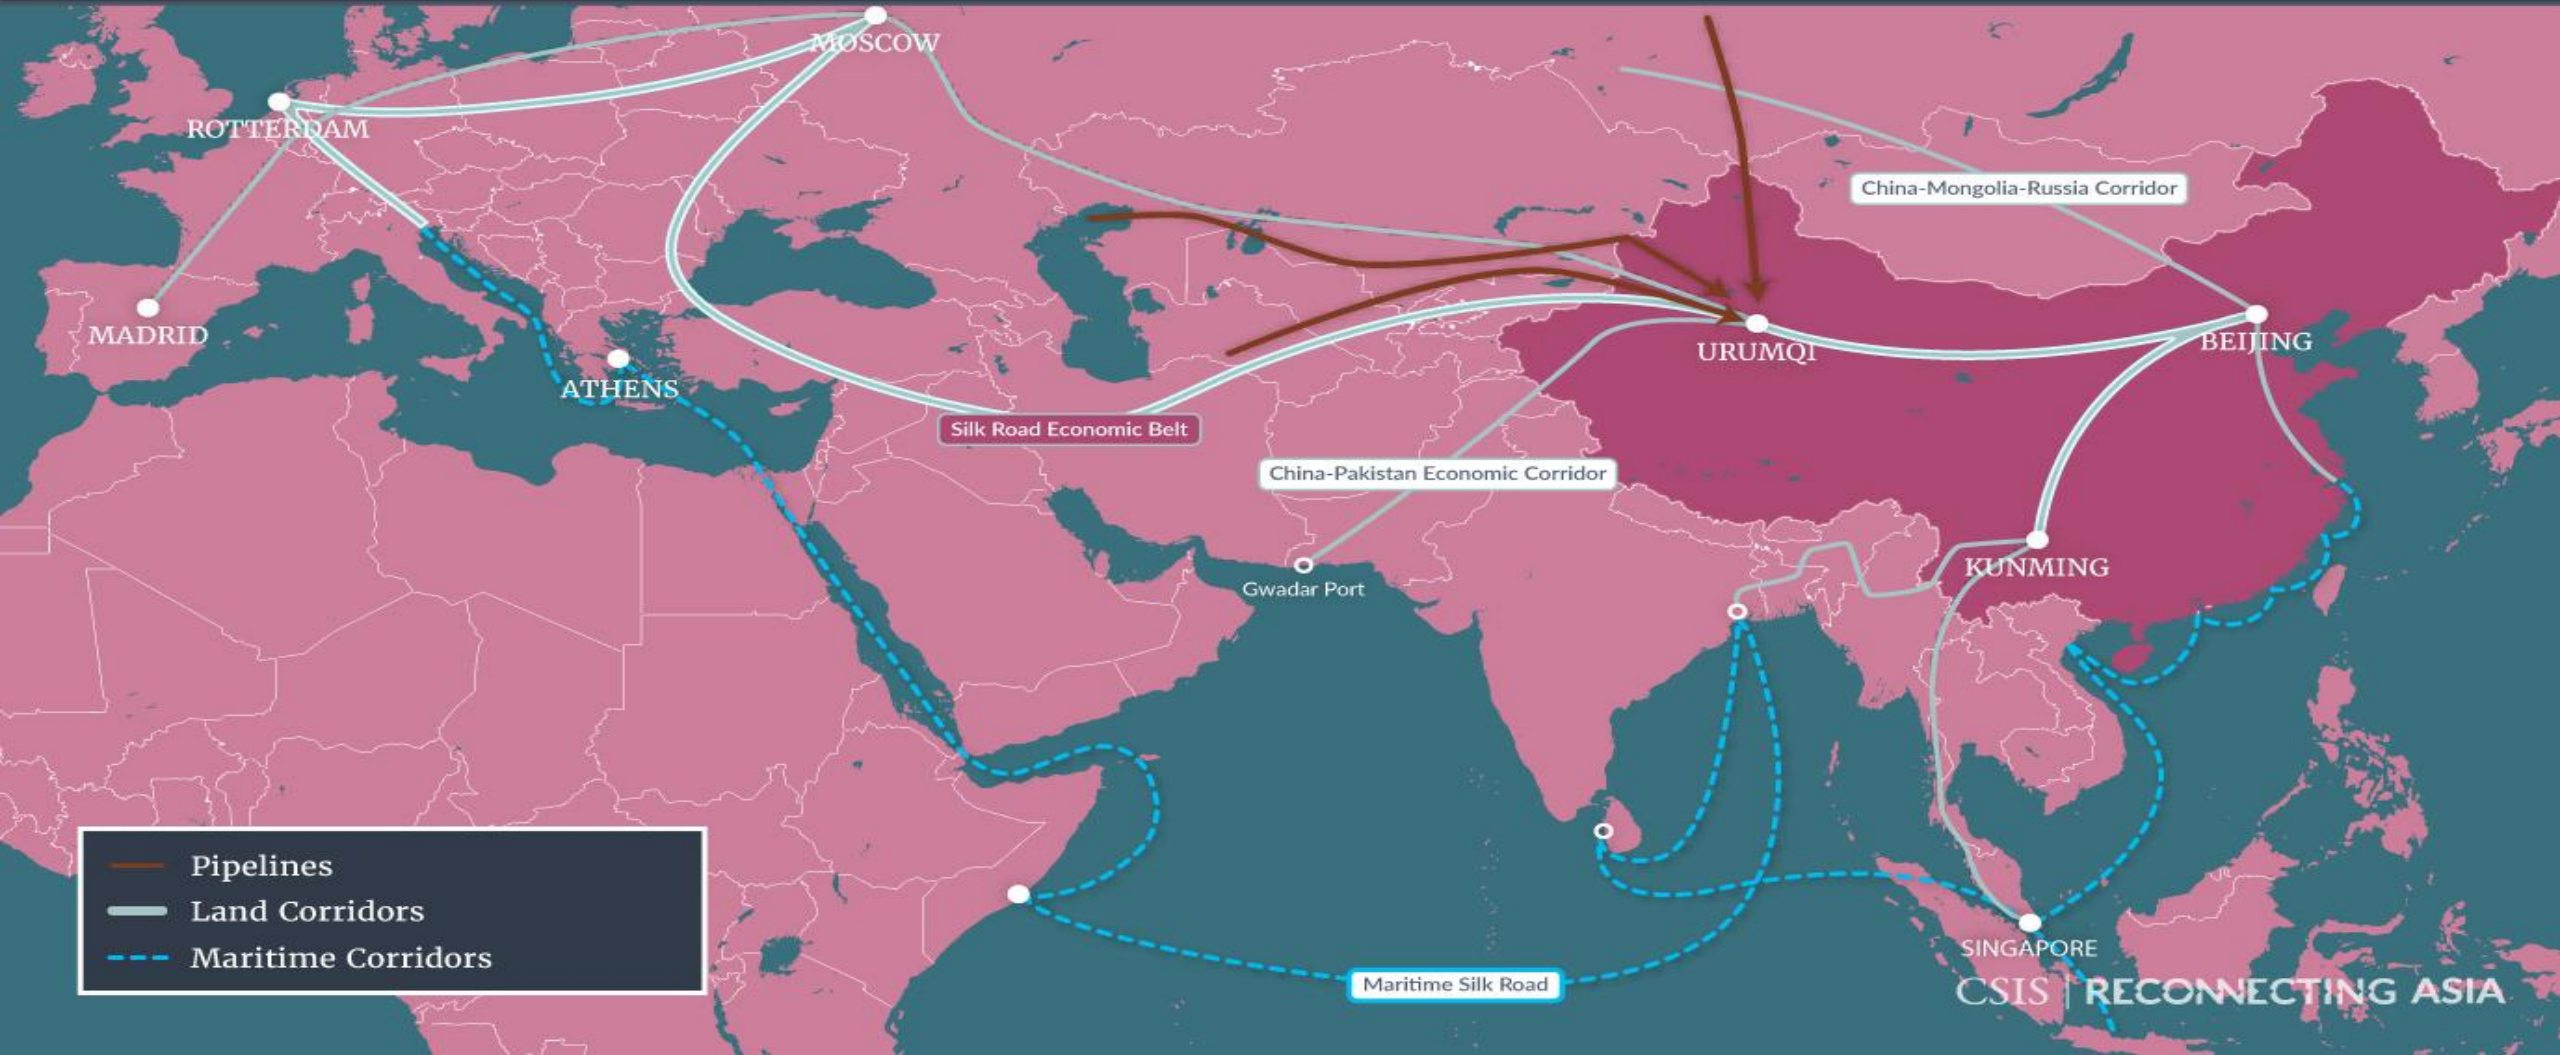 MOSCOW
ROTTERDAM
China-Mongolia-Russia Corridor
MADRID
URUMQI
BEIJING
ATHENS
Silk Road Economic Belt
China-Pakistan Economic Corridor
KUNMING
Gwadar Port
Pipelines
Land Corridors
Maritime Corridors
SINGAPORE
Maritime Silk Road
CSIS | RECONNECTING ASIA